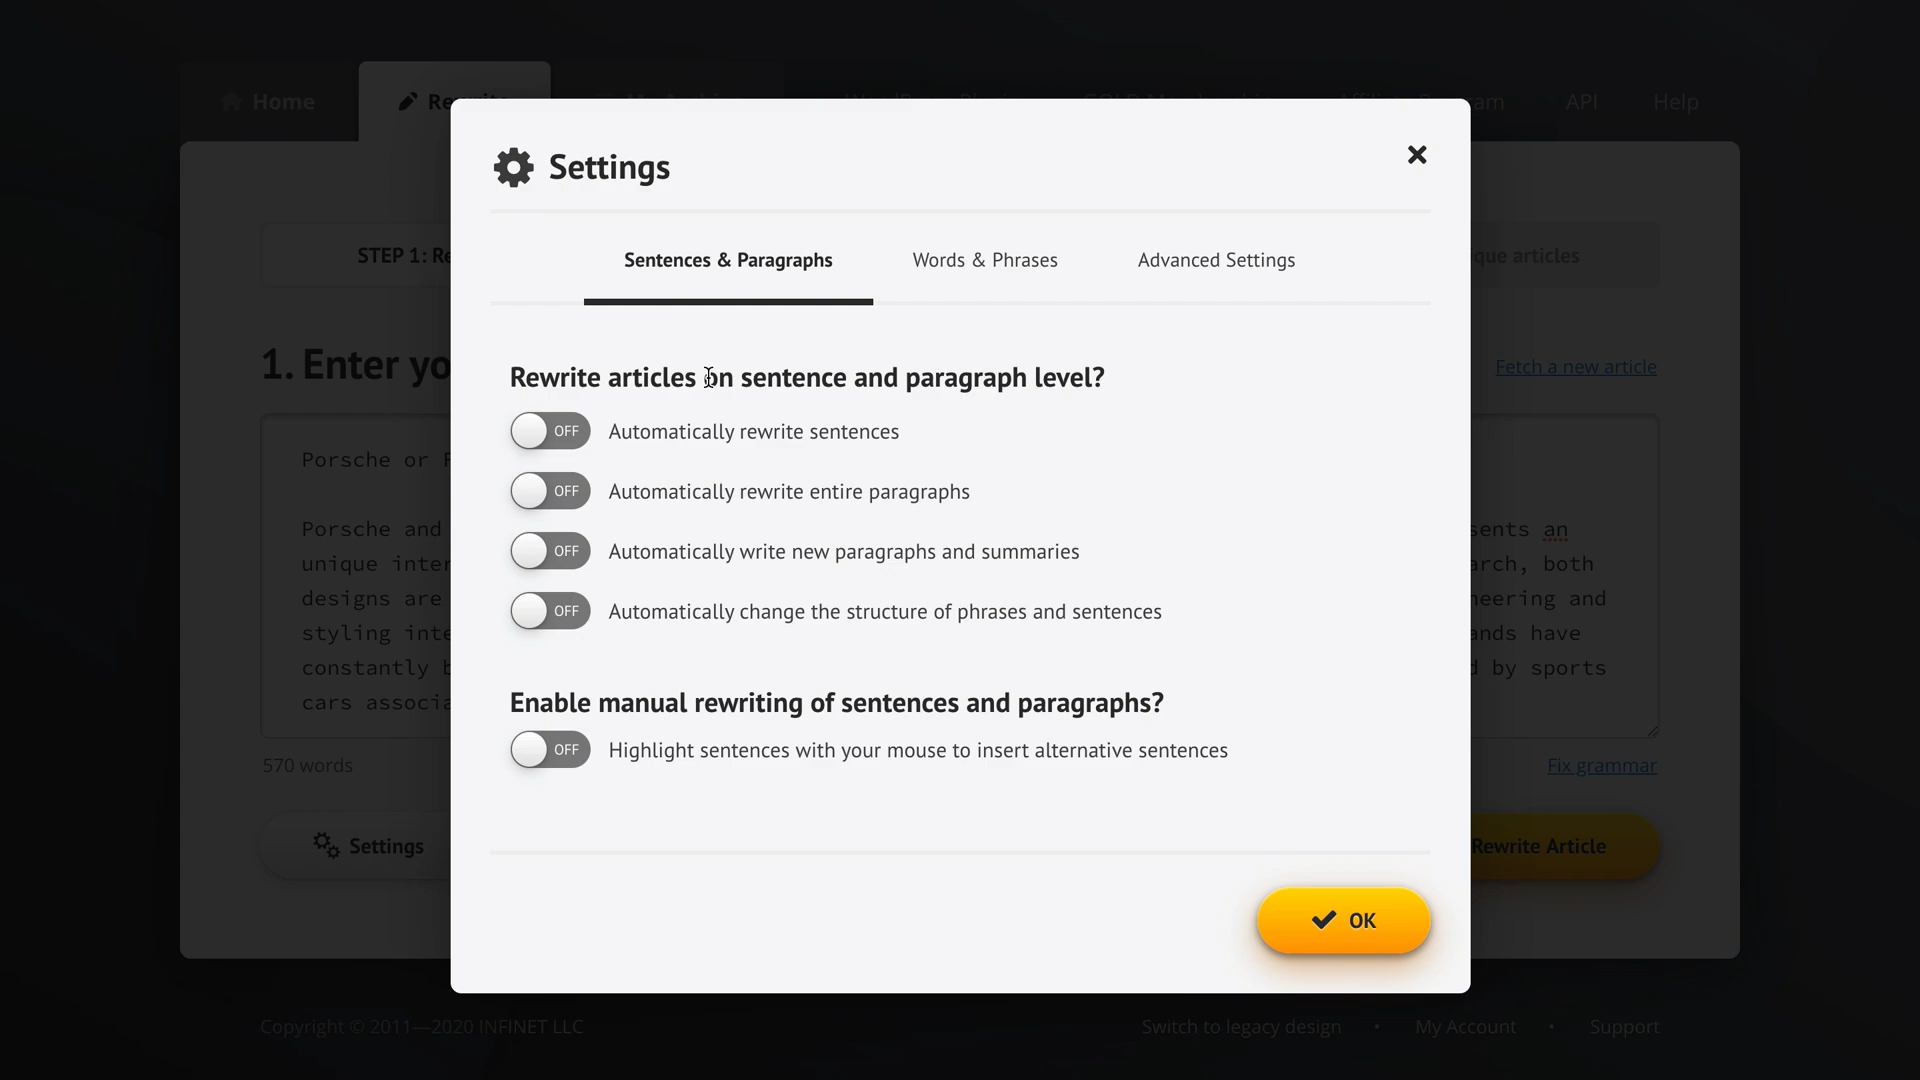 Home
Settings
STEP 1:
que articles
Sentences & Paragraphs
Words & Phrases
Advanced Settings
1. Enter yo
Fetch a new article
Rewrite articles on sentence and paragraph level?
OFF Automatically rewrite sentences
OFF Automatically rewrite entire paragraphs
OFF Automatically write new paragraphs and summaries
OFF Automatically change the structure of phrases and sentences
Enable manual rewriting of sentences and paragraphs?
OFF Highlight sentences with your mouse to insert alternative sentences
Porsche or
Porsche and
sents an
unique inter
arch, both
designs are
neering and
styling inte
ands have
constantly
d by sports
cars associa
570 words
Fix grammar
Settings
Rewrite Article
OK
API
Help
Copyright © 2011—2020 INFINET LLC
Switch to legacy design • My Account • Support